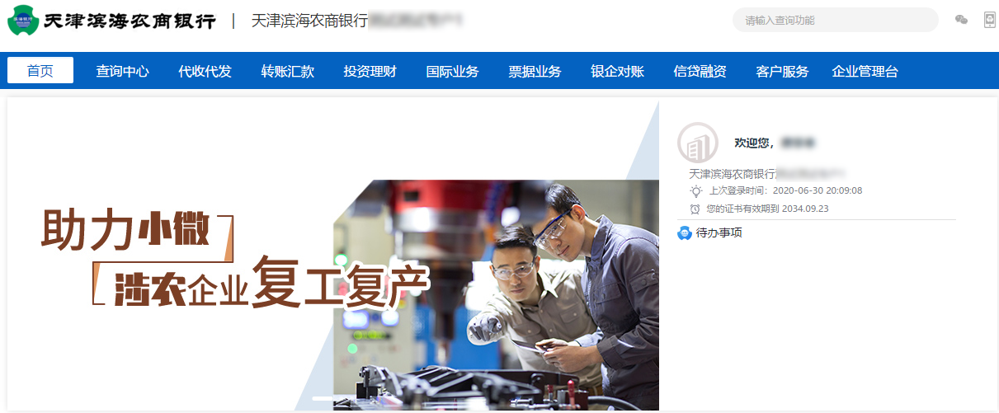 天津滨海农商银行
天津滨海农商银行
请输入查询功能
首页 查询中心 代收代发 转账汇款 投资理财 国际业务 票据业务 银企对账 信贷融资 客户服务 企业管理台
助力小微
涉农企业复工复产
欢迎您，
天津滨海农商银行
上次登录时间：2020-06-30 20:09:08
您的证书有效期到 2034.09.23
待办事项